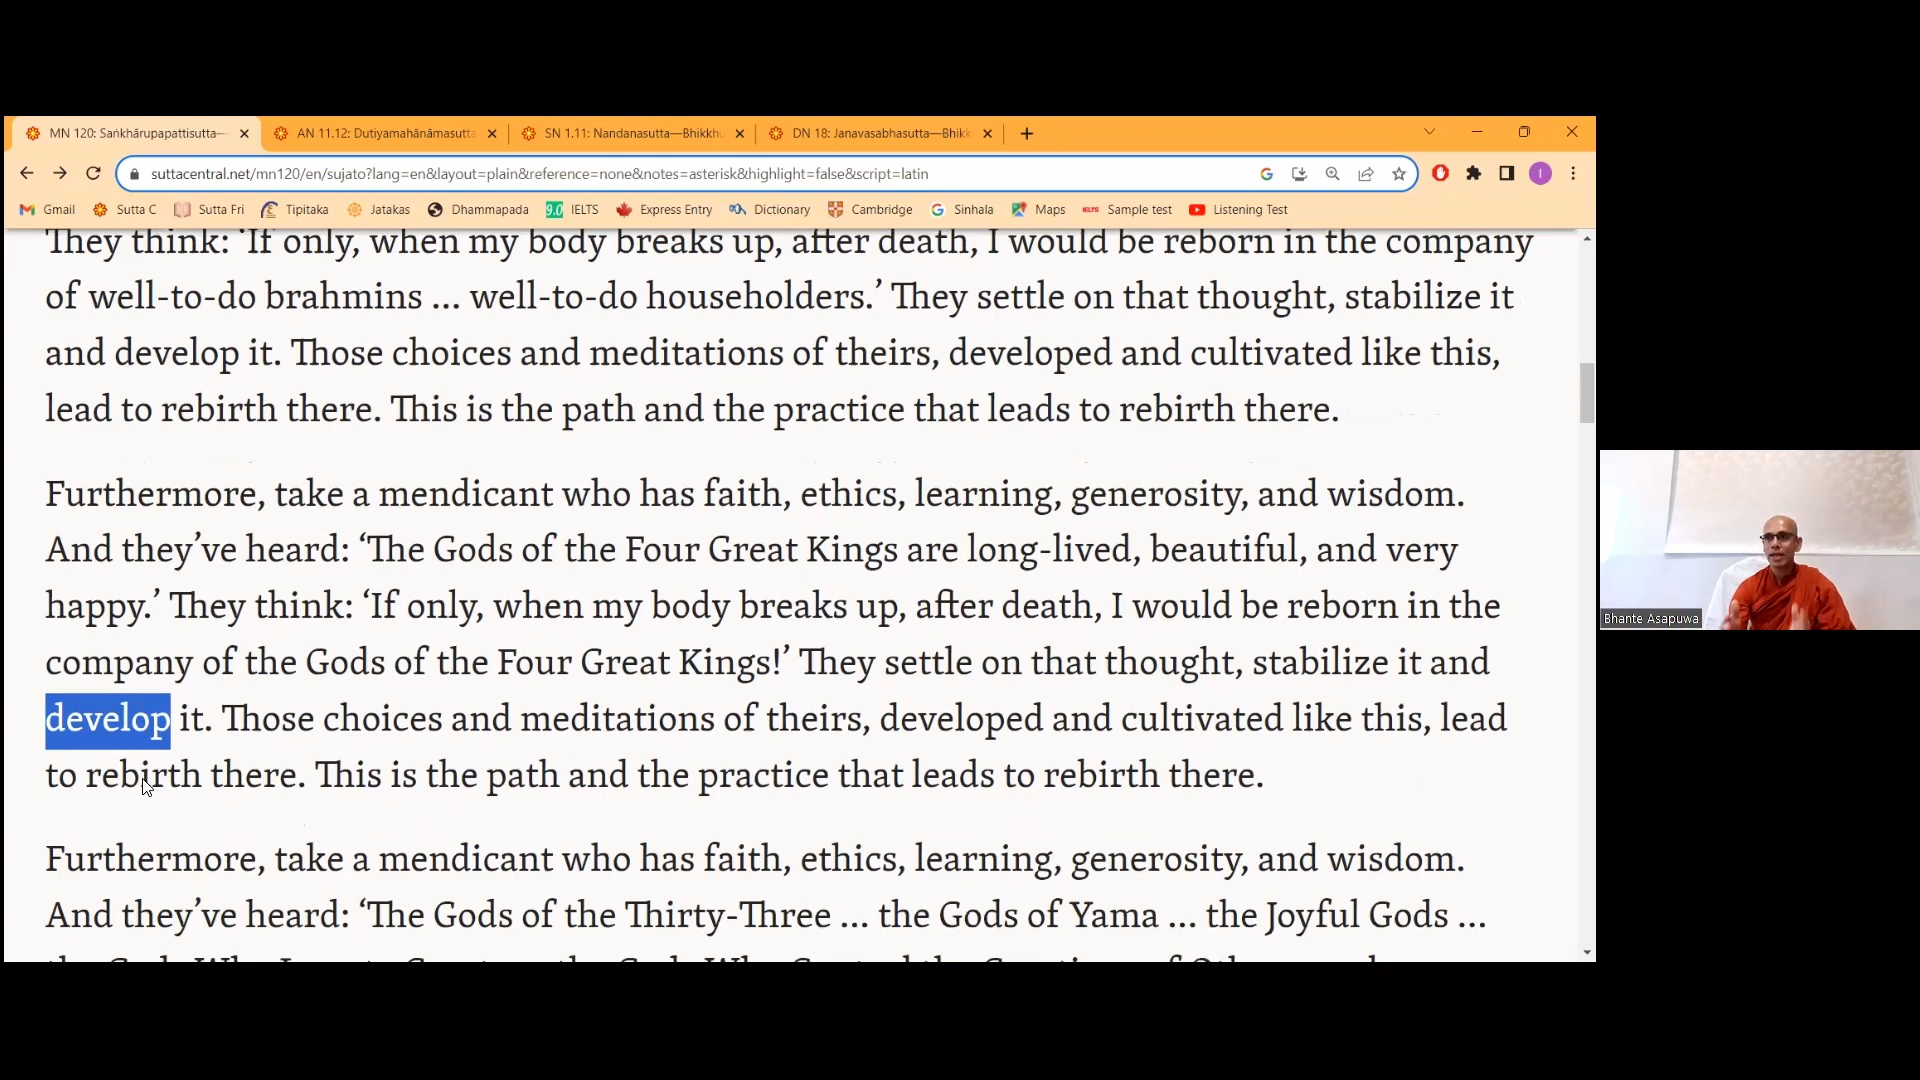 MN 120: Saṅkhārupapattisutta—
AN 11.12: Dutiyamahānāmasutta
SN 1.11: Nandanasutta—Bhikkhu
DN 18: Janavasabhasutta—Bhikk
suttacentral.net/mn120/en/sujato?lang=en&layout=plain&reference=none&notes=asterisk&highlight=false&script=latin
Gmail Sutta C Sutta Fri Tipitaka Jatakas Dhammapada 9.0 IELTS Express Entry Dictionary Cambridge Sinhala Maps Sample test Listening Test
They think: ‘If only, when my body breaks up, after death, I would be reborn in the company
of well-to-do brahmins … well-to-do householders.’ They settle on that thought, stabilize it
and develop it. Those choices and meditations of theirs, developed and cultivated like this,
lead to rebirth there. This is the path and the practice that leads to rebirth there.
Furthermore, take a mendicant who has faith, ethics, learning, generosity, and wisdom.
And they’ve heard: ‘The Gods of the Four Great Kings are long-lived, beautiful, and very
happy.’ They think: ‘If only, when my body breaks up, after death, I would be reborn in the
company of the Gods of the Four Great Kings!’ They settle on that thought, stabilize it and
develop it. Those choices and meditations of theirs, developed and cultivated like this, lead
to rebirth there. This is the path and the practice that leads to rebirth there.
Furthermore, take a mendicant who has faith, ethics, learning, generosity, and wisdom.
And they’ve heard: ‘The Gods of the Thirty-Three … the Gods of Yama … the Joyful Gods …
Bhante Asapuwa